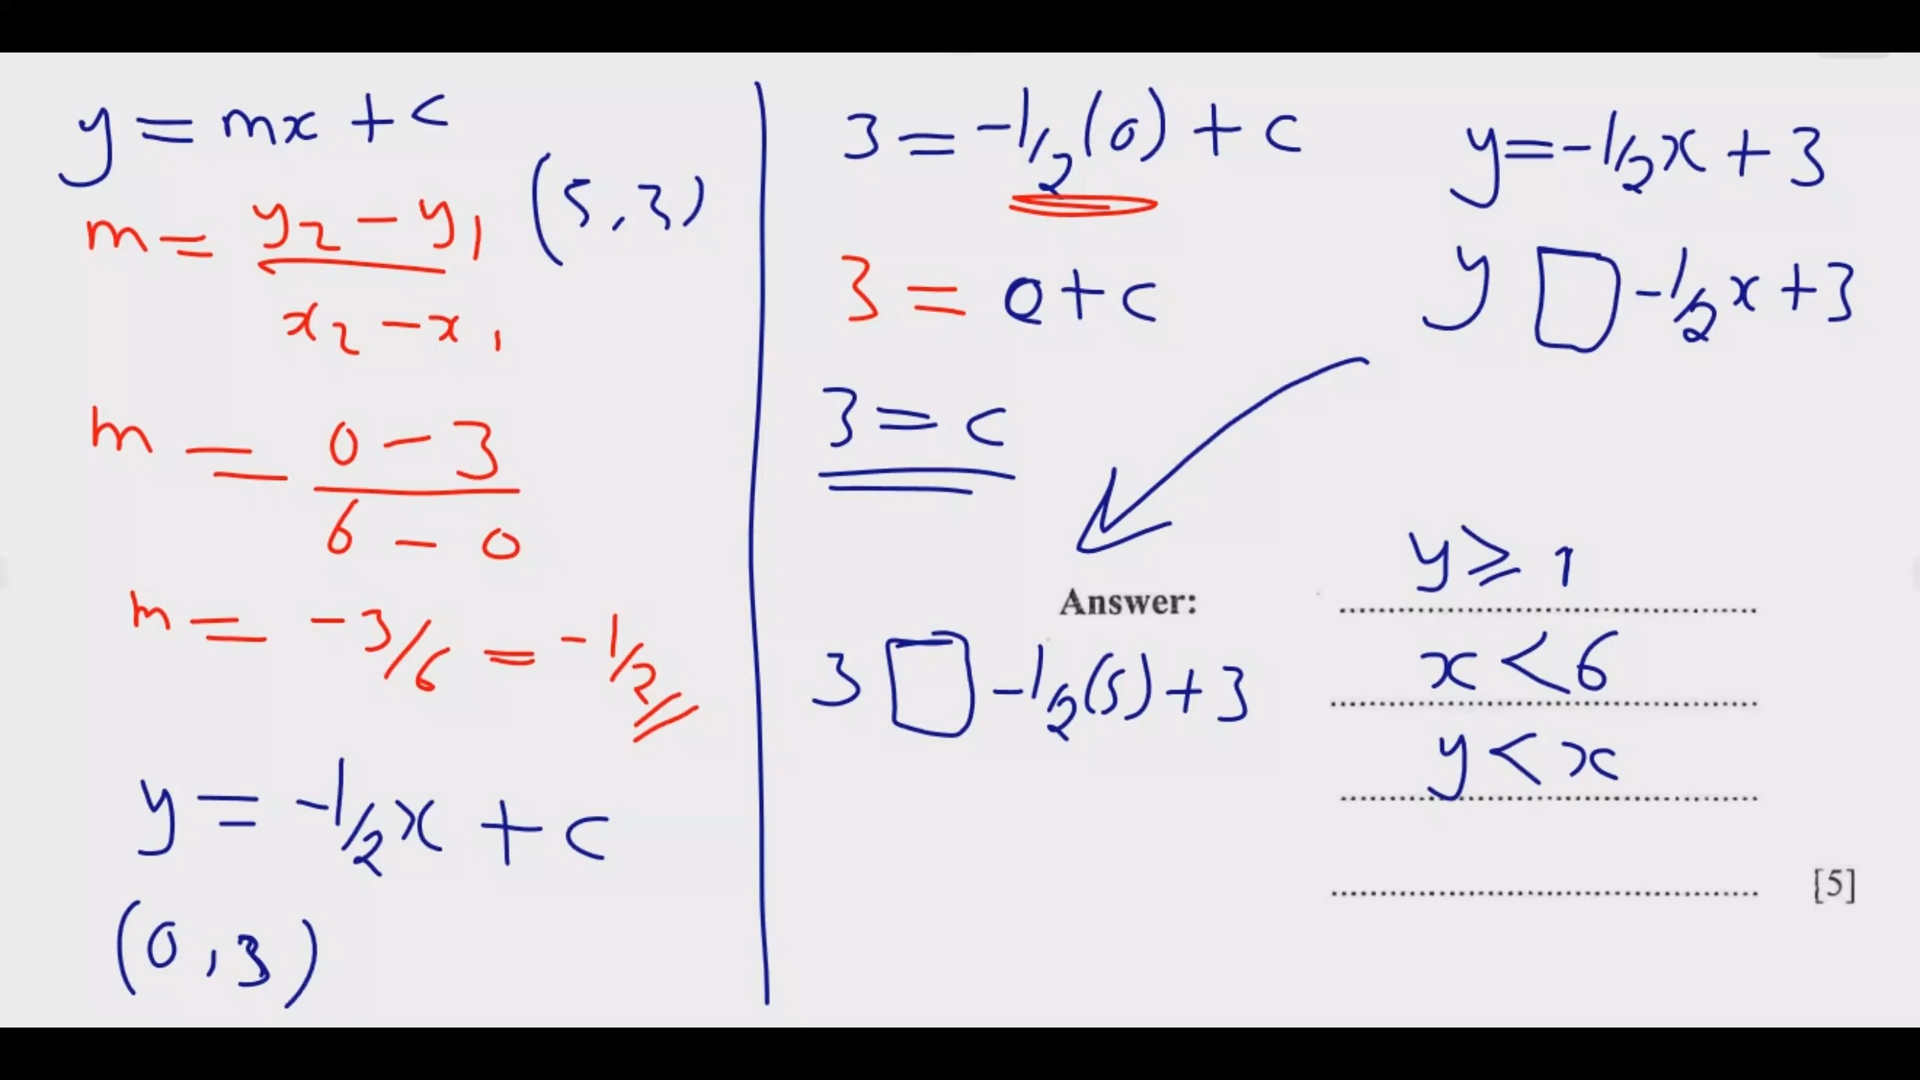 y = mx + c
m = y₂ - y₁ / x₂ - x₁
(5, 3)
m = 0 - 3 / 6 - 0
m = -3/6 = -1/2
y = -1/2x + c
(0, 3)
3 = -1/2(0) + c
3 = 0 + c
3 = c
y = -1/2x + 3
y □ -1/2x + 3
Answer:
3 □ -1/2(5) + 3
y ≥ 1
x < 6
y < x
[5]